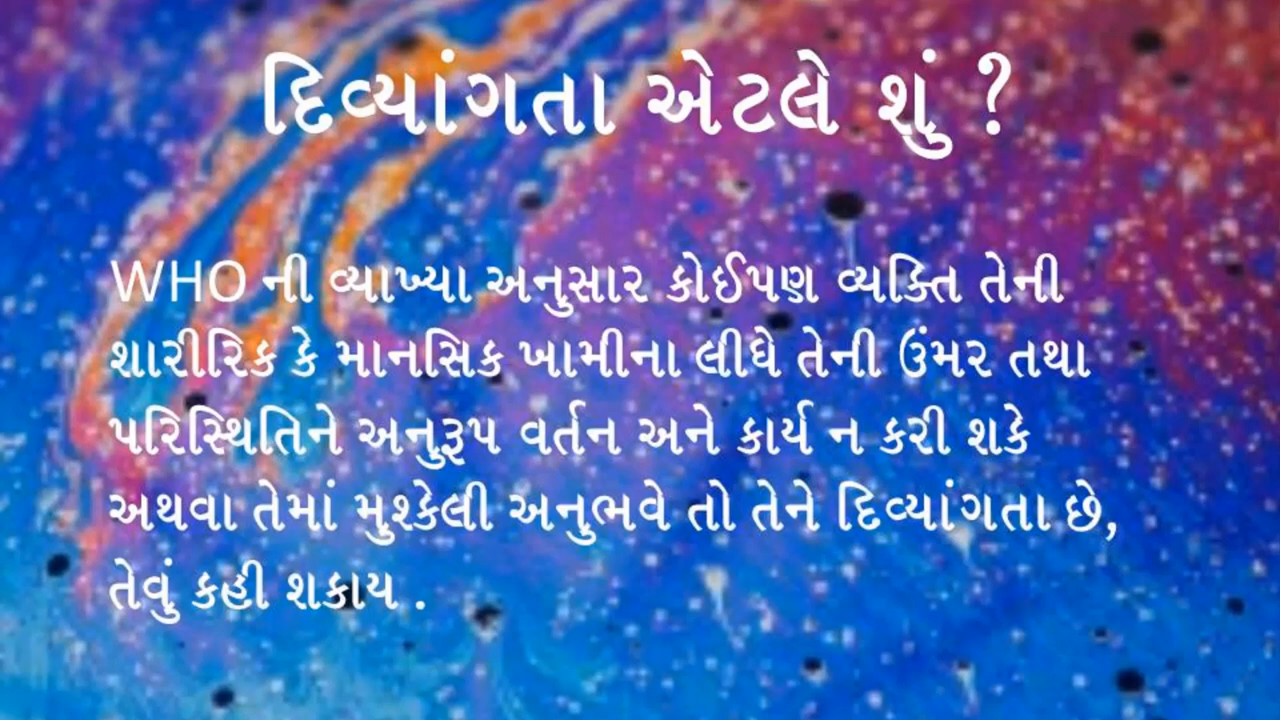 દિવ્યાંગતા એટલે શું ?
WHO ની વ્યાખ્યા અનુસાર કોઈપણ વ્યક્તિ તેની
શારીરિક કે માનસિક ખામીના લીધે તેની ઉંમર તથા
પરિસ્થિતિને અનુરૂપ વર્તન અને કાર્ય ન કરી શકે
અથવા તેમાં મુશ્કેલી અનુભવે તો તેને દિવ્યાંગતા છે,
તેવું કહી શકાય .